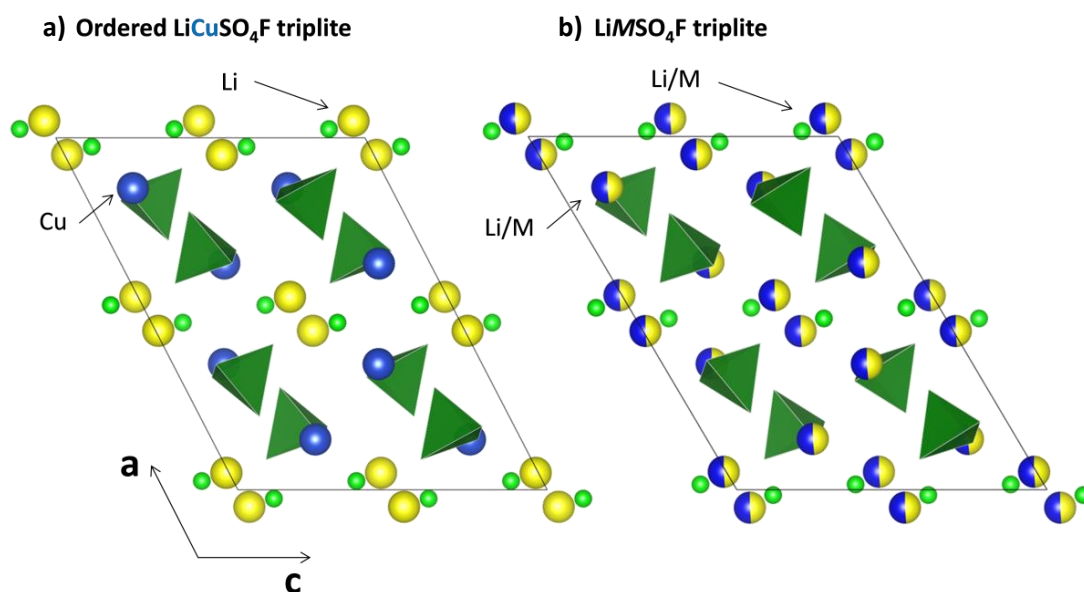 a) Ordered LiCuSO₄F triplite
b) LiMSO₄F triplite
Li
Li/M
Cu
Li/M
a
c